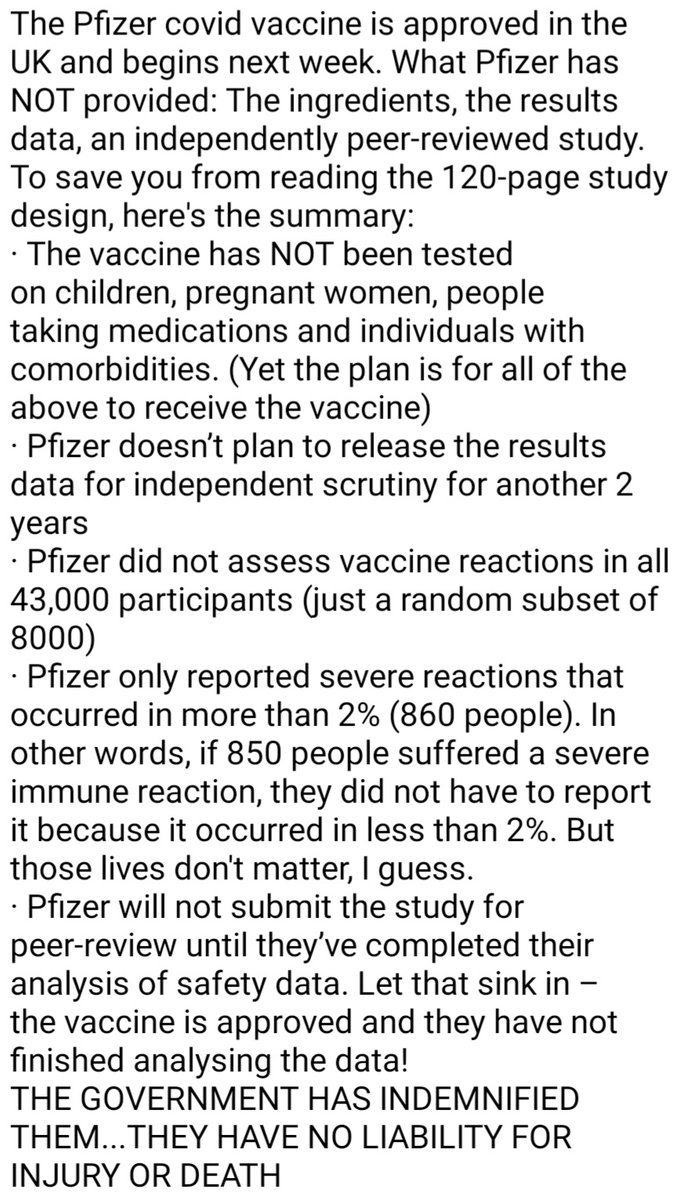 The Pfizer covid vaccine is approved in the
UK and begins next week. What Pfizer has
NOT provided: The ingredients, the results
data, an independently peer-reviewed study.
To save you from reading the 120-page study
design, here's the summary:
· The vaccine has NOT been tested
on children, pregnant women, people
taking medications and individuals with
comorbidities. (Yet the plan is for all of the
above to receive the vaccine)
· Pfizer doesn’t plan to release the results
data for independent scrutiny for another 2
years
· Pfizer did not assess vaccine reactions in all
43,000 participants (just a random subset of
8000)
· Pfizer only reported severe reactions that
occurred in more than 2% (860 people). In
other words, if 850 people suffered a severe
immune reaction, they did not have to report
it because it occurred in less than 2%. But
those lives don't matter, I guess.
· Pfizer will not submit the study for
peer-review until they’ve completed their
analysis of safety data. Let that sink in –
the vaccine is approved and they have not
finished analysing the data!
THE GOVERNMENT HAS INDEMNIFIED
THEM...THEY HAVE NO LIABILITY FOR
INJURY OR DEATH